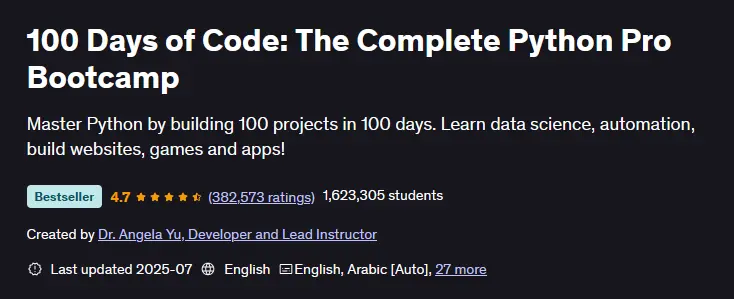 100 Days of Code: The Complete Python Pro
Bootcamp
Master Python by building 100 projects in 100 days. Learn data science, automation,
build websites, games and apps!
Bestseller 4.7 (382,573 ratings) 1,623,305 students
Created by Dr. Angela Yu, Developer and Lead Instructor
Last updated 2025-07 English English, Arabic [Auto], 27 more